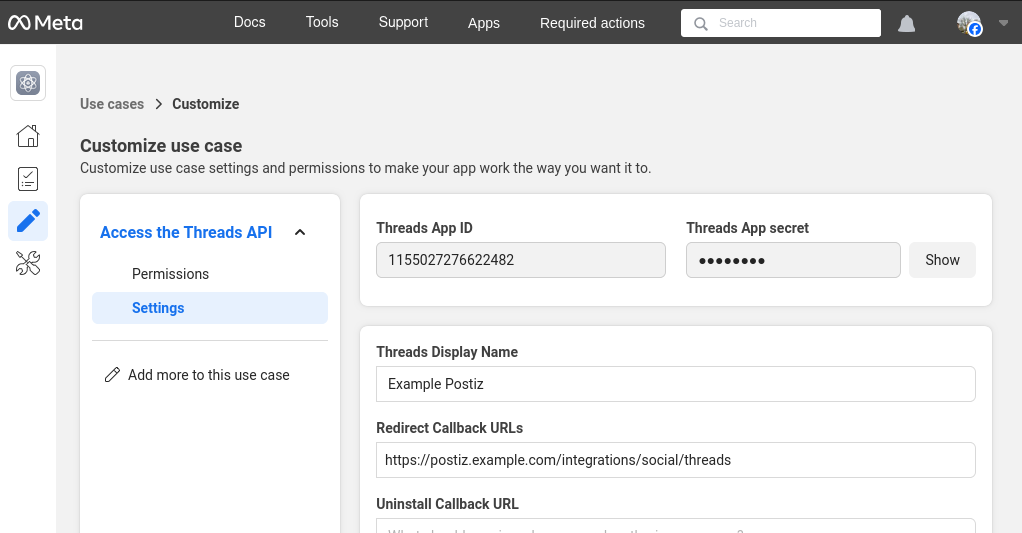 Meta
Docs Tools Support Apps Required actions Search
Use cases > Customize
Customize use case
Customize use case settings and permissions to make your app work the way you want it to.
Access the Threads API
Permissions
Settings
Add more to this use case
Threads App ID Threads App secret
1155027276622482 •••••••• Show
Threads Display Name
Example Postiz
Redirect Callback URLs
https://postiz.example.com/integrations/social/threads
Uninstall Callback URL